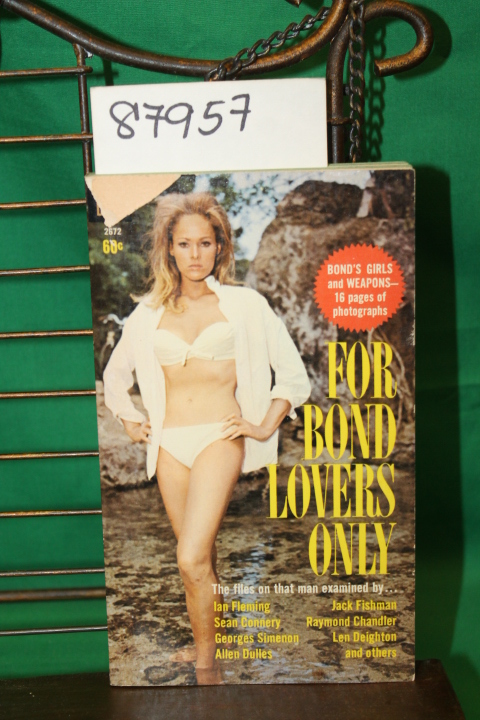 87957
2672
60c
BOND'S GIRLS
and WEAPONS—
16 pages of
photographs
FOR
BOND
LOVERS
ONLY
The files on that man examined by...
Ian Fleming
Sean Connery
Georges Simenon
Allen Dulles
Jack Fishman
Raymond Chandler
Len Deighton
and others